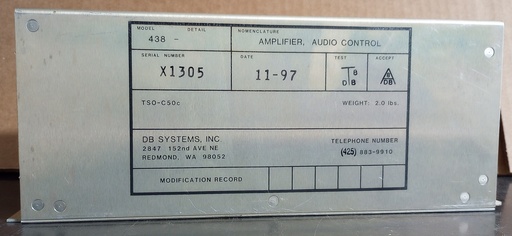 MODEL DETAIL NOMENCLATURE
438 - AMPLIFIER, AUDIO CONTROL
SERIAL NUMBER DATE TEST ACCEPT
X1305 11-97 T B DB B DB
TSO-C50c WEIGHT: 2.0 lbs.
DB SYSTEMS, INC. TELEPHONE NUMBER
2847 152nd AVE NE (425) 883-9910
REDMOND, WA 98052
MODIFICATION RECORD